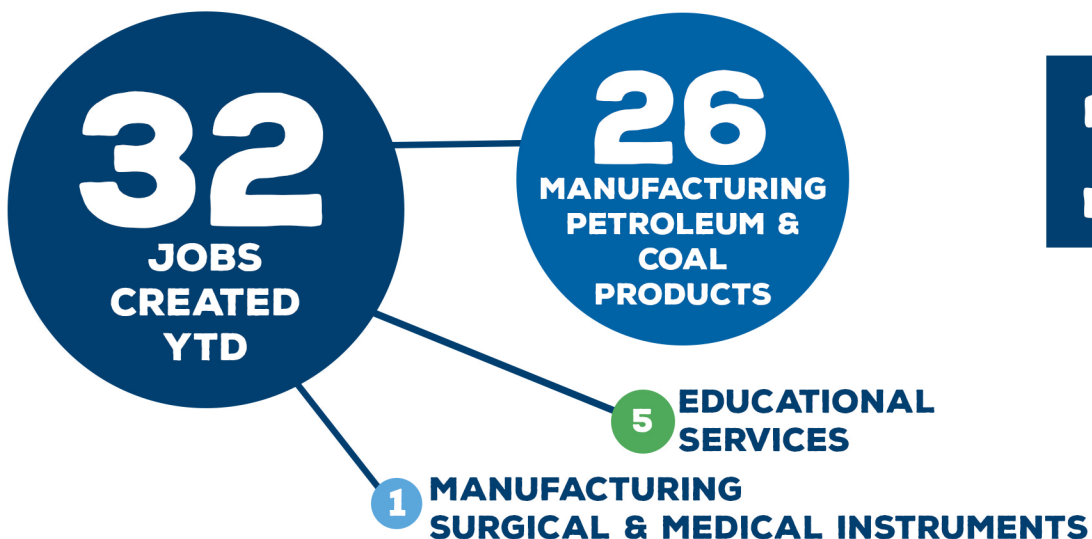 32
JOBS
CREATED
YTD
26
MANUFACTURING
PETROLEUM &
COAL
PRODUCTS
5
EDUCATIONAL
SERVICES
1
MANUFACTURING
SURGICAL & MEDICAL INSTRUMENTS